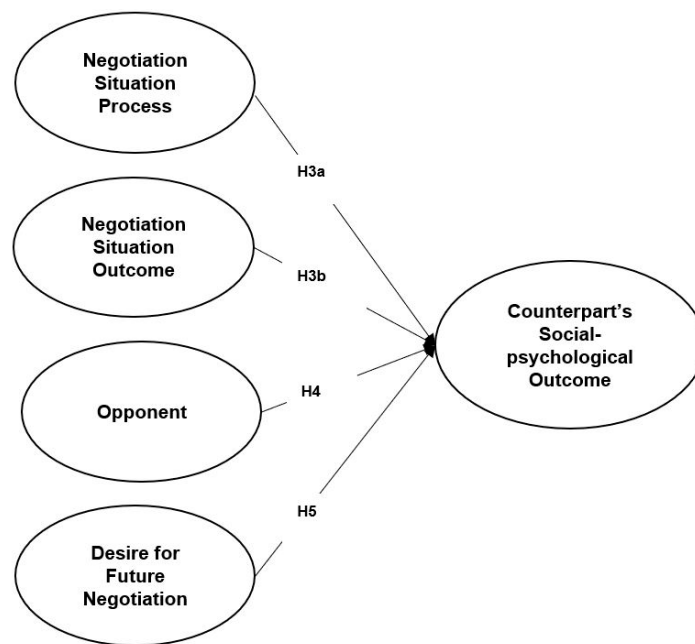 Negotiation
Situation
Process
H3a
Negotiation
Situation
Outcome
H3b
Counterpart's
Social-
psychological
Outcome
Opponent
H4
H5
Desire for
Future
Negotiation